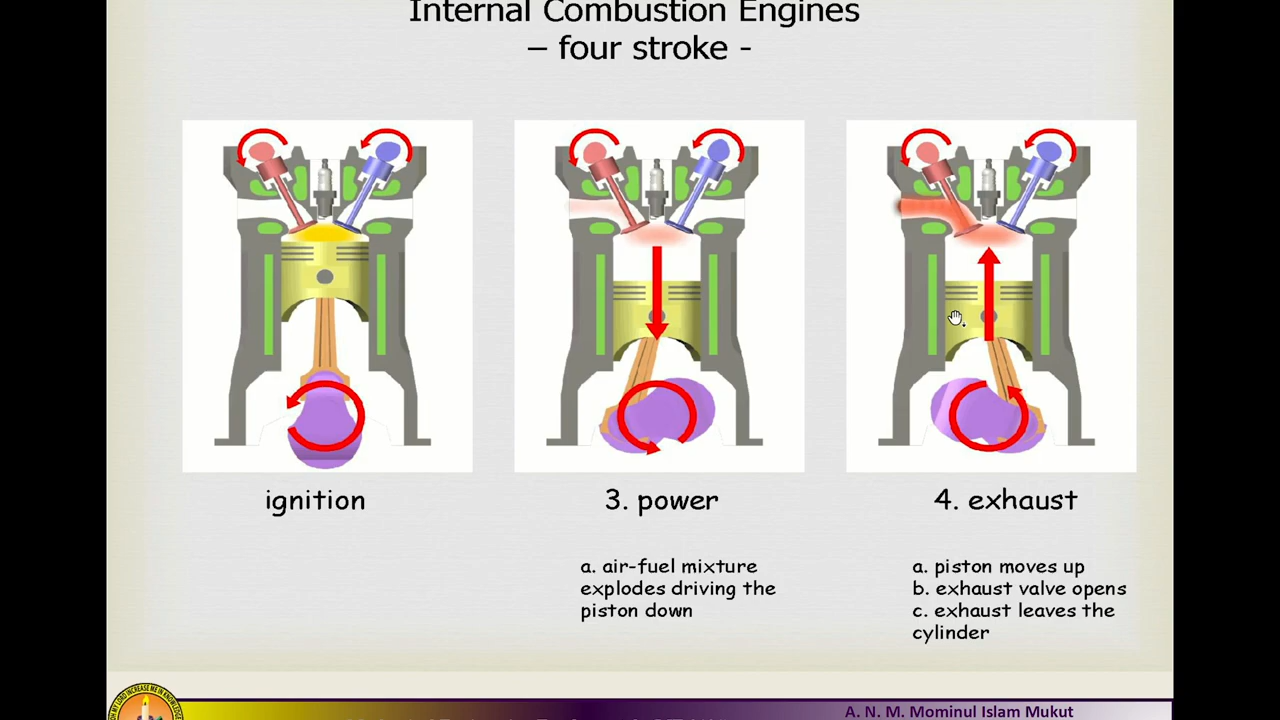 Internal Combustion Engines
– four stroke -
ignition
3. power
4. exhaust
a. air-fuel mixture
explodes driving the
piston down
a. piston moves up
b. exhaust valve opens
c. exhaust leaves the
cylinder
A. N. M. Mominul Islam Mukut